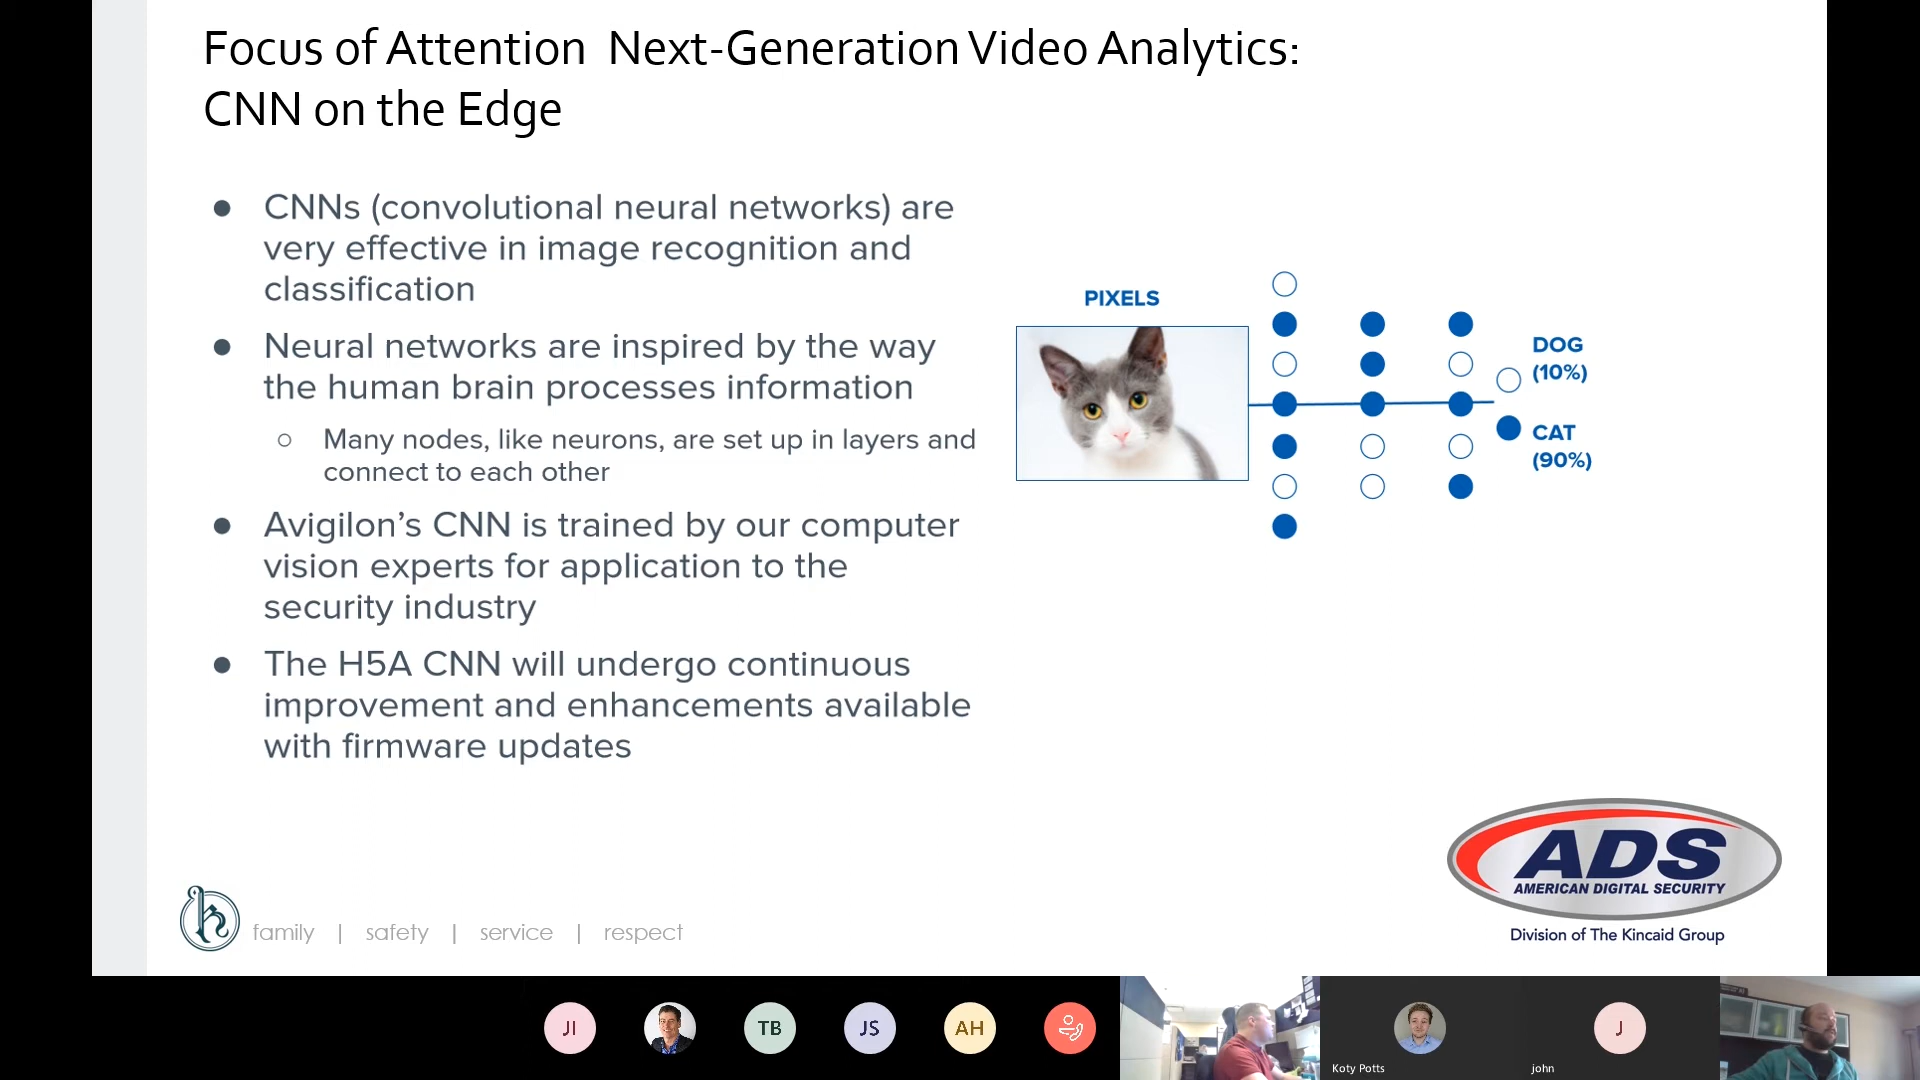 Focus of Attention Next-Generation Video Analytics:
CNN on the Edge
● CNNs (convolutional neural networks) are
very effective in image recognition and
classification
● Neural networks are inspired by the way
the human brain processes information
○ Many nodes, like neurons, are set up in layers and
connect to each other
● Avigilon’s CNN is trained by our computer
vision experts for application to the
security industry
● The H5A CNN will undergo continuous
improvement and enhancements available
with firmware updates
PIXELS
DOG
(10%)
CAT
(90%)
h
family | safety | service | respect
ADS
AMERICAN DIGITAL SECURITY
Division of The Kincaid Group
JI
TB
JS
AH
Koty Potts
J
john